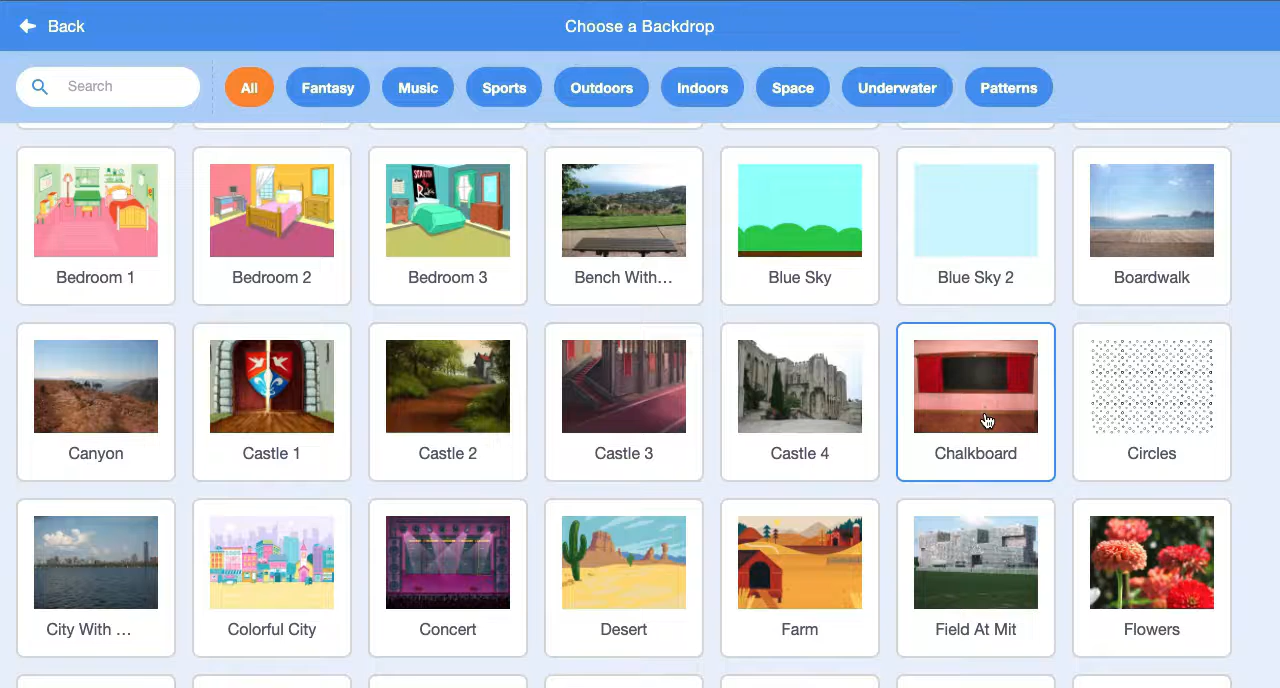 Back
Choose a Backdrop
Search
All
Fantasy
Music
Sports
Outdoors
Indoors
Space
Underwater
Patterns
Bedroom 1
Bedroom 2
Bedroom 3
Bench With...
Blue Sky
Blue Sky 2
Boardwalk
Canyon
Castle 1
Castle 2
Castle 3
Castle 4
Chalkboard
Circles
City With ...
Colorful City
Concert
Desert
Farm
Field At Mit
Flowers